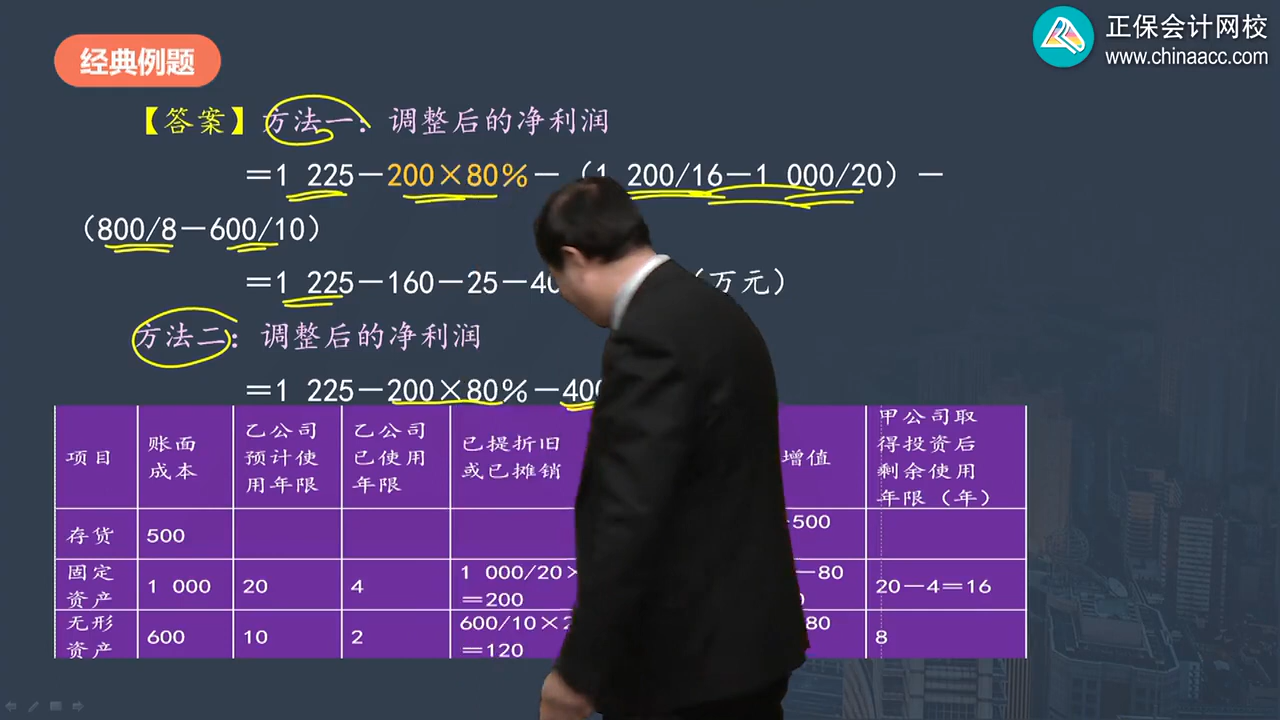 正保会计网校
www.chinaacc.com
经典例题
【答案】方法一：调整后的净利润
＝1 225－200×80％－（1 200/16－1 000/20）－
（800/8－600/10）
＝1 225－160－25－40
（万元）
方法二：调整后的净利润
＝1 225－200×80％－400
项目
账面成本
乙公司预计使用年限
乙公司已使用年限
已提折旧或已摊销
增值
甲公司取得投资后剩余使用年限（年）
存货
500
－500
固定资产
1 000
20
4
1 000/20×
＝200
－80
20－4＝16
无形资产
600
10
2
600/10×2
＝120
80
8